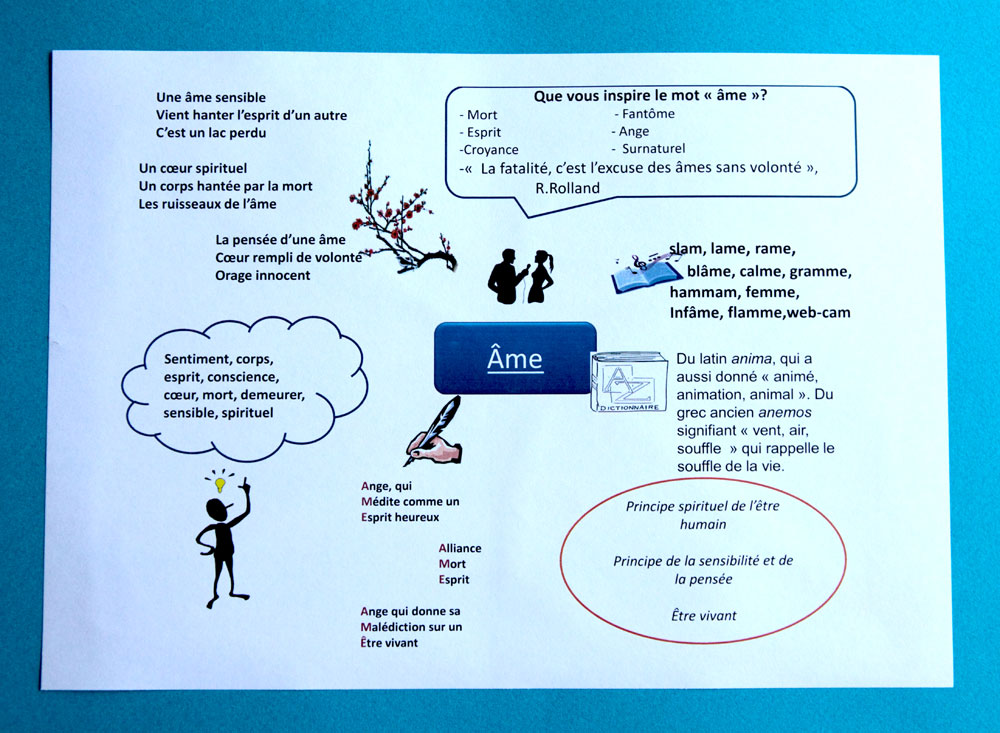 Une âme sensible
Vient hanter l’esprit d’un autre
C’est un lac perdu
Un cœur spirituel
Un corps hantée par la mort
Les ruisseaux de l’âme
La pensée d’une âme
Cœur rempli de volonté
Orage innocent
Que vous inspire le mot « âme »?
- Mort
- Fantôme
- Esprit
- Ange
-Croyance
- Surnaturel
-« La fatalité, c’est l’excuse des âmes sans volonté »,
R.Rolland
slam, lame, rame,
blâme, calme, gramme,
hammam, femme,
Infâme, flamme,web-cam
Sentiment, corps,
esprit, conscience,
cœur, mort, demeurer,
sensible, spirituel
Âme
A Z
DICTIONNAIRE
Du latin anima, qui a
aussi donné « animé,
animation, animal ». Du
grec ancien anemos
signifiant « vent, air,
souffle » qui rappelle le
souffle de la vie.
Ange, qui
Médite comme un
Esprit heureux
Alliance
Mort
Esprit
Ange qui donne sa
Malédiction sur un
Être vivant
Principe spirituel de l’être
humain
Principe de la sensibilité et de
la pensée
Être vivant